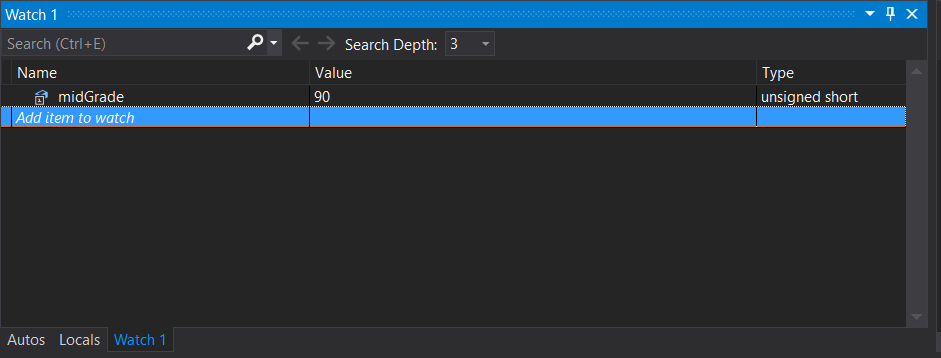 Watch 1
Search (Ctrl+E) Search Depth: 3
Name Value Type
midGrade 90 unsigned short
Add item to watch
Autos Locals Watch 1